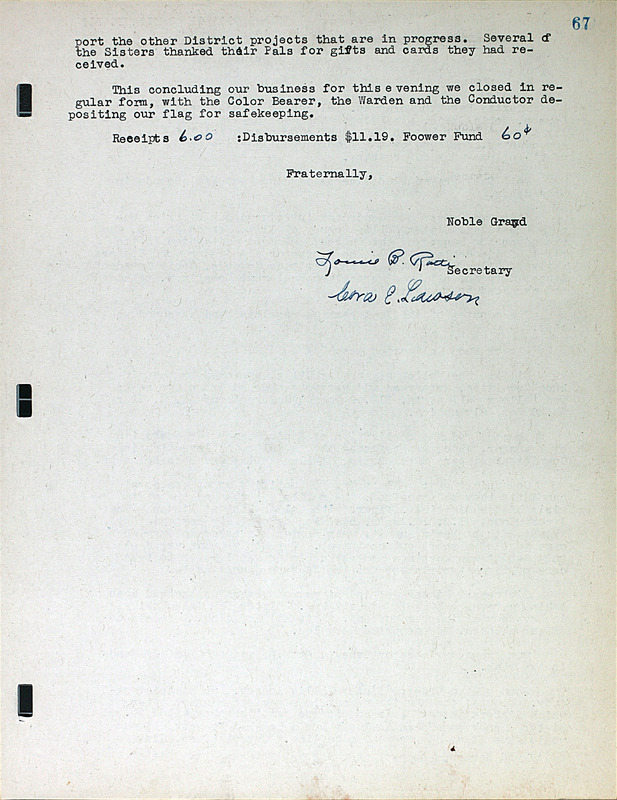 67
port the other District projects that are in progress. Several of
the Sisters thanked their Pals for gifts and cards they had re-
ceived.
This concluding our business for this evening we closed in re-
gular form, with the Color Bearer, the Warden and the Conductor de-
positing our flag for safekeeping.
Receipts 6.00 :Disbursements $11.19. Foower Fund 60¢
Fraternally,
Noble Grand
B.
Secretary
E. Lawson